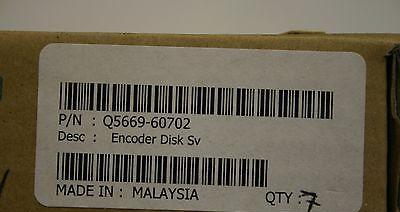 P/N : Q5669-60702
Desc : Encoder Disk Sv
MADE IN : MALAYSIA QTY : 7